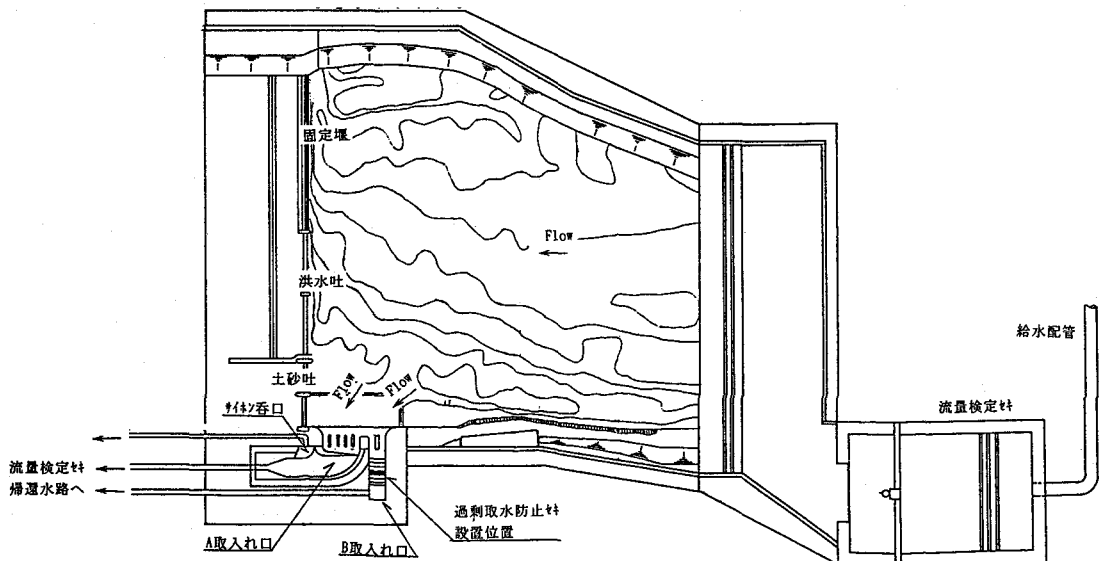 固定堰
Flow
洪水吐
給水配管
土砂吐
Flow
Flow
流量検定ｾｷ
ｻｲﾎﾝ呑口
流量検定ｾｷ
帰還水路へ
過剰取水防止ｾｷ
設置位置
A取入れ口
B取入れ口